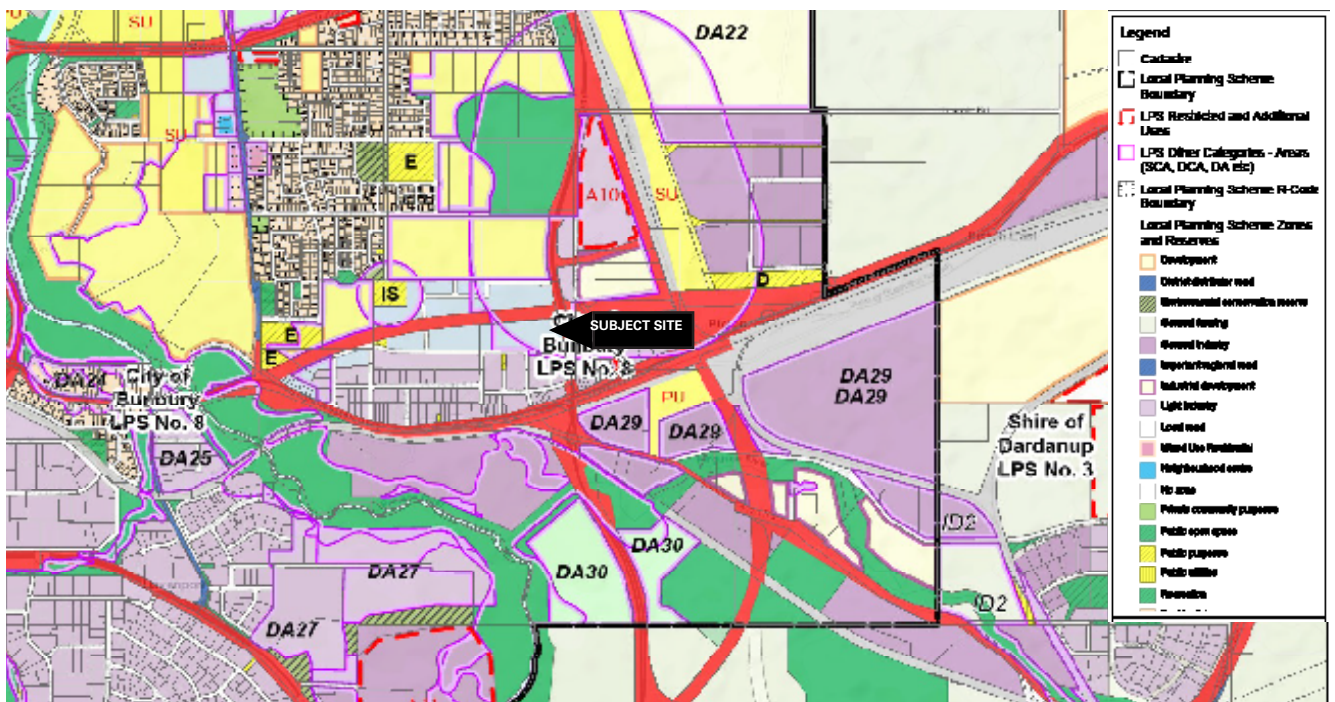 SU
DA22
SU
E
A10
SU
D
IS
SUBJECT SITE
Bunbury
LPS No. 8
E
E
DA24
City of
Bunbury
LPS No. 8
DA25
DA29
DA29
PU
DA29
DA29
Shire of
Dardanup
LPS No. 3
ID2
DA30
DA30
DA27
ID2
DA27
Legend
Cadastre
Local Planning Scheme
Boundary
LPS Restricted and Additional
Uses
LPS Other Categories - Areas
(SCA, DCA, DA etc)
Local Planning Scheme R-Code
Boundary
Local Planning Scheme Zones
and Reserves
Development
District distributor road
Environmental conservation reserve
General farming
General industry
Important regional road
Industrial development
Light industry
Local road
Mixed Use Residential
Neighbourhood centre
No zone
Private community purposes
Public open space
Public purposes
Public utilities
Recreation